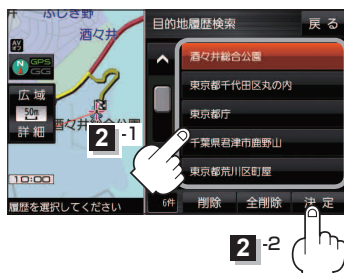 ふじき野
目的地履歴検索
戻る
酒々井
AV
オフ
GPS
GCC
広域
50m
詳細
酒々井総合公園
東京都千代田区丸の内
東京都庁
千葉県君津市鹿野山
東京都荒川区町屋
2-1
10:00
履歴を選択してください
6件
削除
全削除
決定
2-2